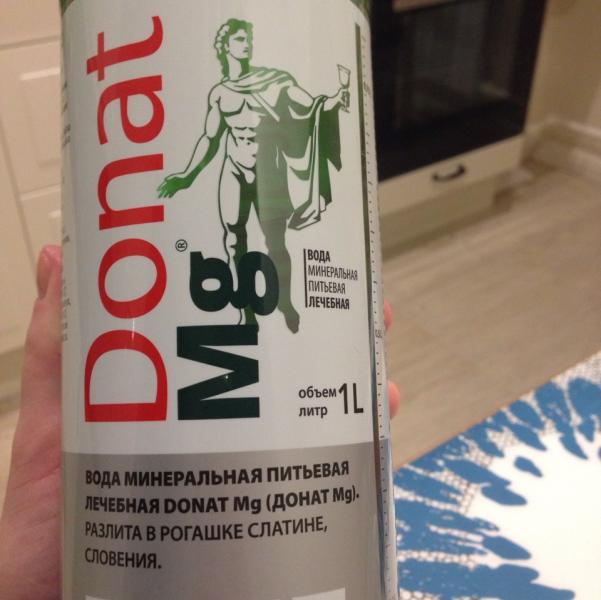 Donat
Mg®
ВОДА
МИНЕРАЛЬНАЯ
ПИТЬЕВАЯ
ЛЕЧЕБНАЯ
объем
литр 1L
ВОДА МИНЕРАЛЬНАЯ ПИТЬЕВАЯ
ЛЕЧЕБНАЯ DONAT Mg (ДОНАТ Mg).
РАЗЛИТА В РОГАШКЕ СЛАТИНЕ,
СЛОВЕНИЯ.